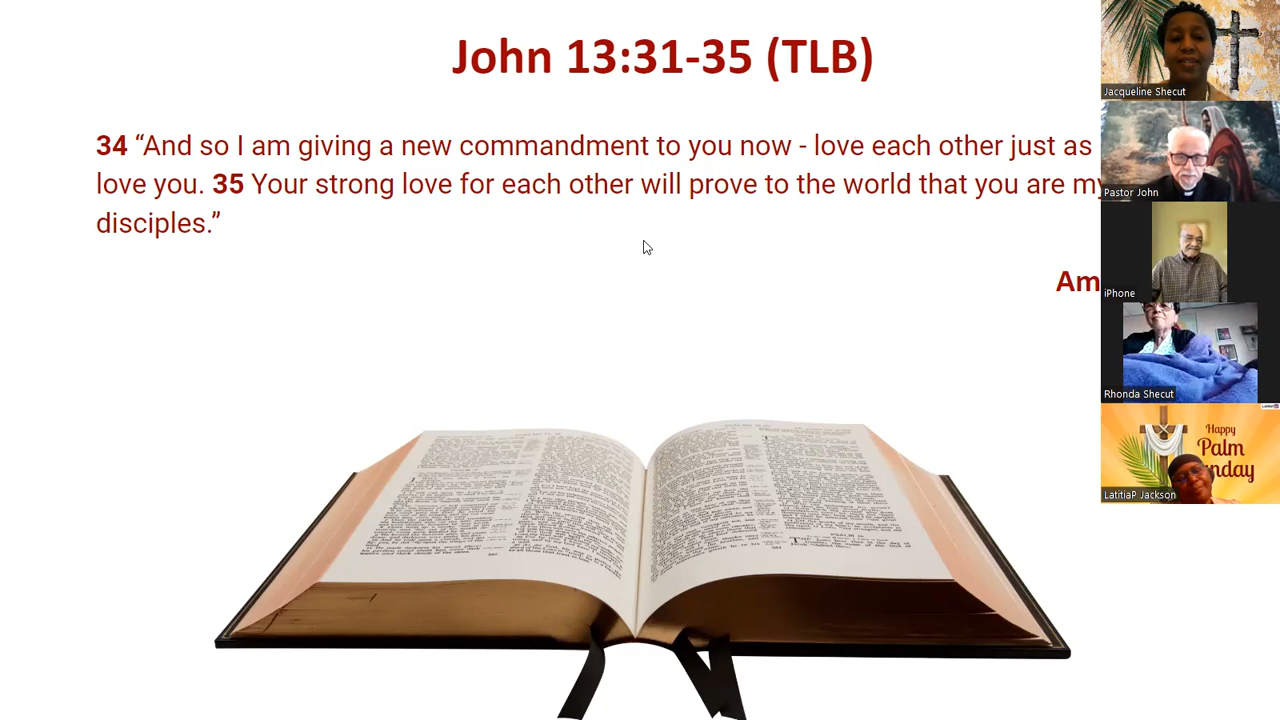 John 13:31-35 (TLB)
34 “And so I am giving a new commandment to you now - love each other just as
love you. 35 Your strong love for each other will prove to the world that you are my
disciples.”
Am
Jacqueline Shecut
Pastor John
iPhone
Rhonda Shecut
Happy
Palm
nday
LatitiaP Jackson